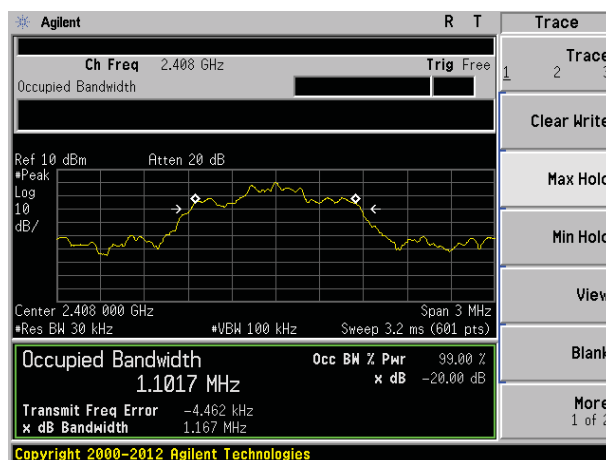 Agilent R T Trace
Ch Freq 2.408 GHz Trig Free
Occupied Bandwidth
Trace
1 2 3
Clear Write
Max Hold
Min Hold
View
Blank
More
1 of 2
Ref 10 dBm Atten 20 dB
#Peak
Log
10
dB/
Center 2.408 000 GHz Span 3 MHz
#Res BW 30 kHz #VBW 100 kHz Sweep 3.2 ms (601 pts)
Occupied Bandwidth Occ BW % Pwr 99.00 %
1.1017 MHz x dB -20.00 dB
Transmit Freq Error -4.462 kHz
x dB Bandwidth 1.167 MHz
Copyright 2000-2012 Agilent Technologies